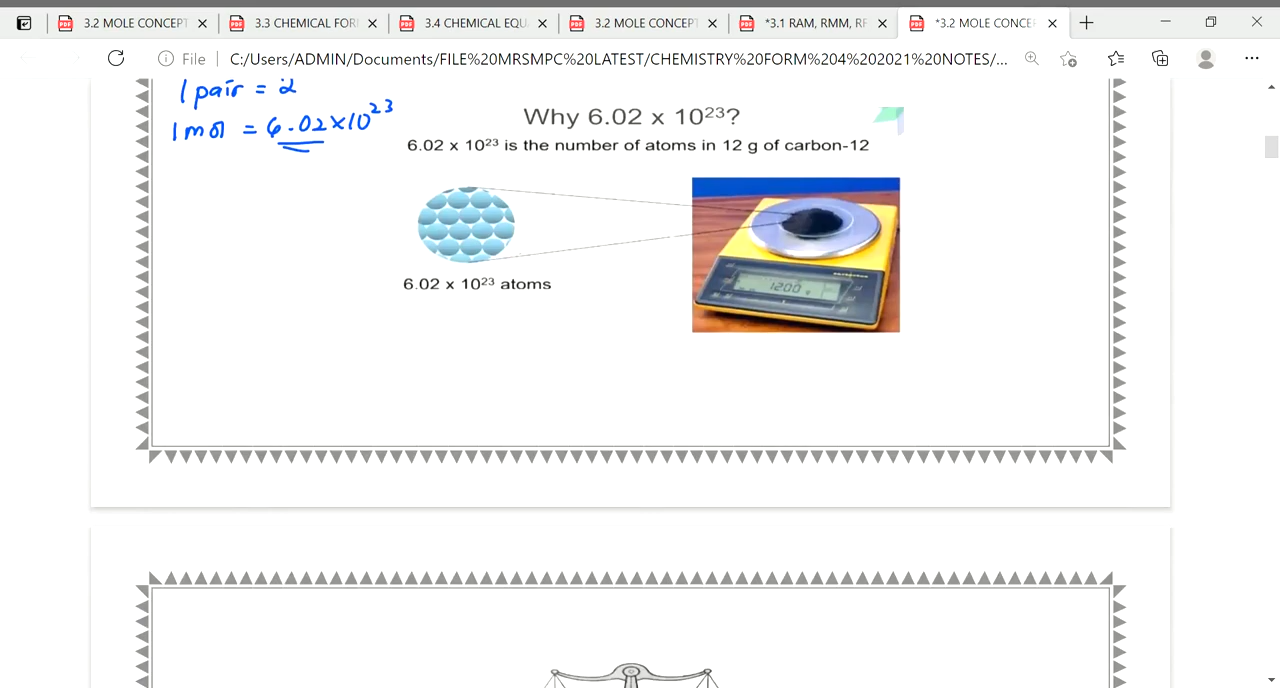 3.2 MOLE CONCEPT
3.3 CHEMICAL FOR
3.4 CHEMICAL EQU
3.2 MOLE CONCEPT
*3.1 RAM, RMM, RF
*3.2 MOLE CONCE
File
C:/Users/ADMIN/Documents/FILE%20MRSMPC%20LATEST/CHEMISTRY%20FORM%204%202021%20NOTES/...
1 pair = 2
1 mol = 6.02×10²³
Why 6.02 x 10²³?
6.02 x 10²³ is the number of atoms in 12 g of carbon-12
1200
6.02 x 10²³ atoms